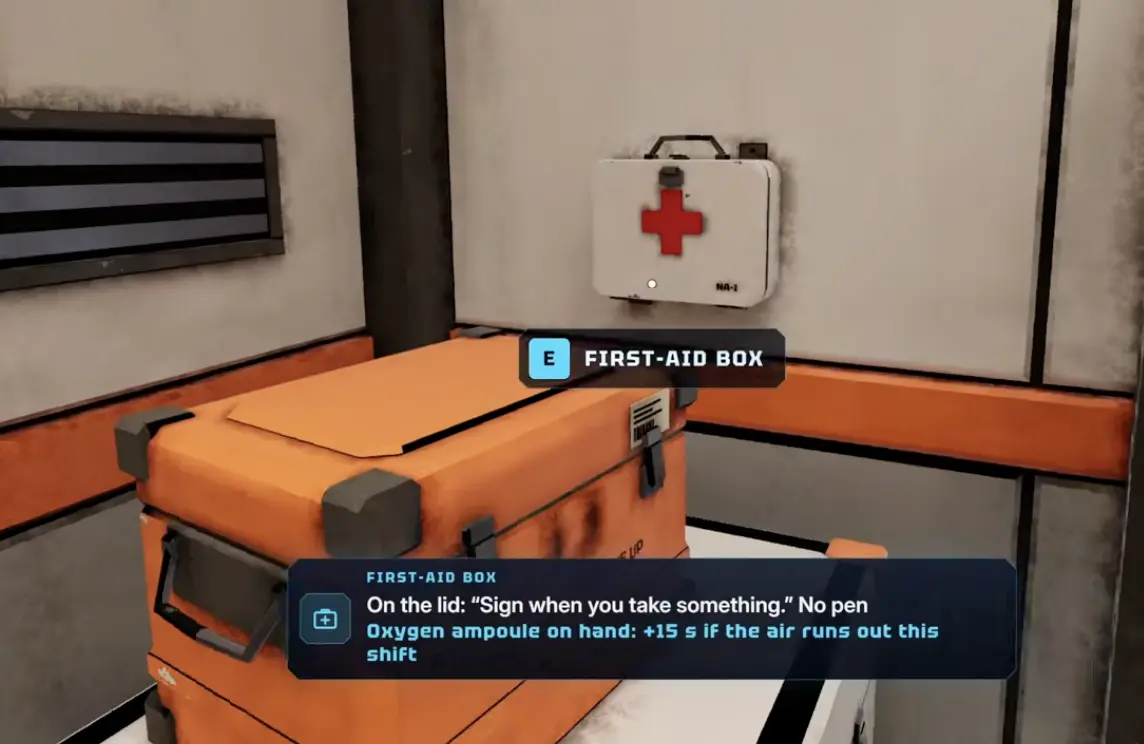 NA-1
E FIRST-AID BOX
UP
FIRST-AID BOX
On the lid: “Sign when you take something.” No pen
Oxygen ampoule on hand: +15 s if the air runs out this
shift